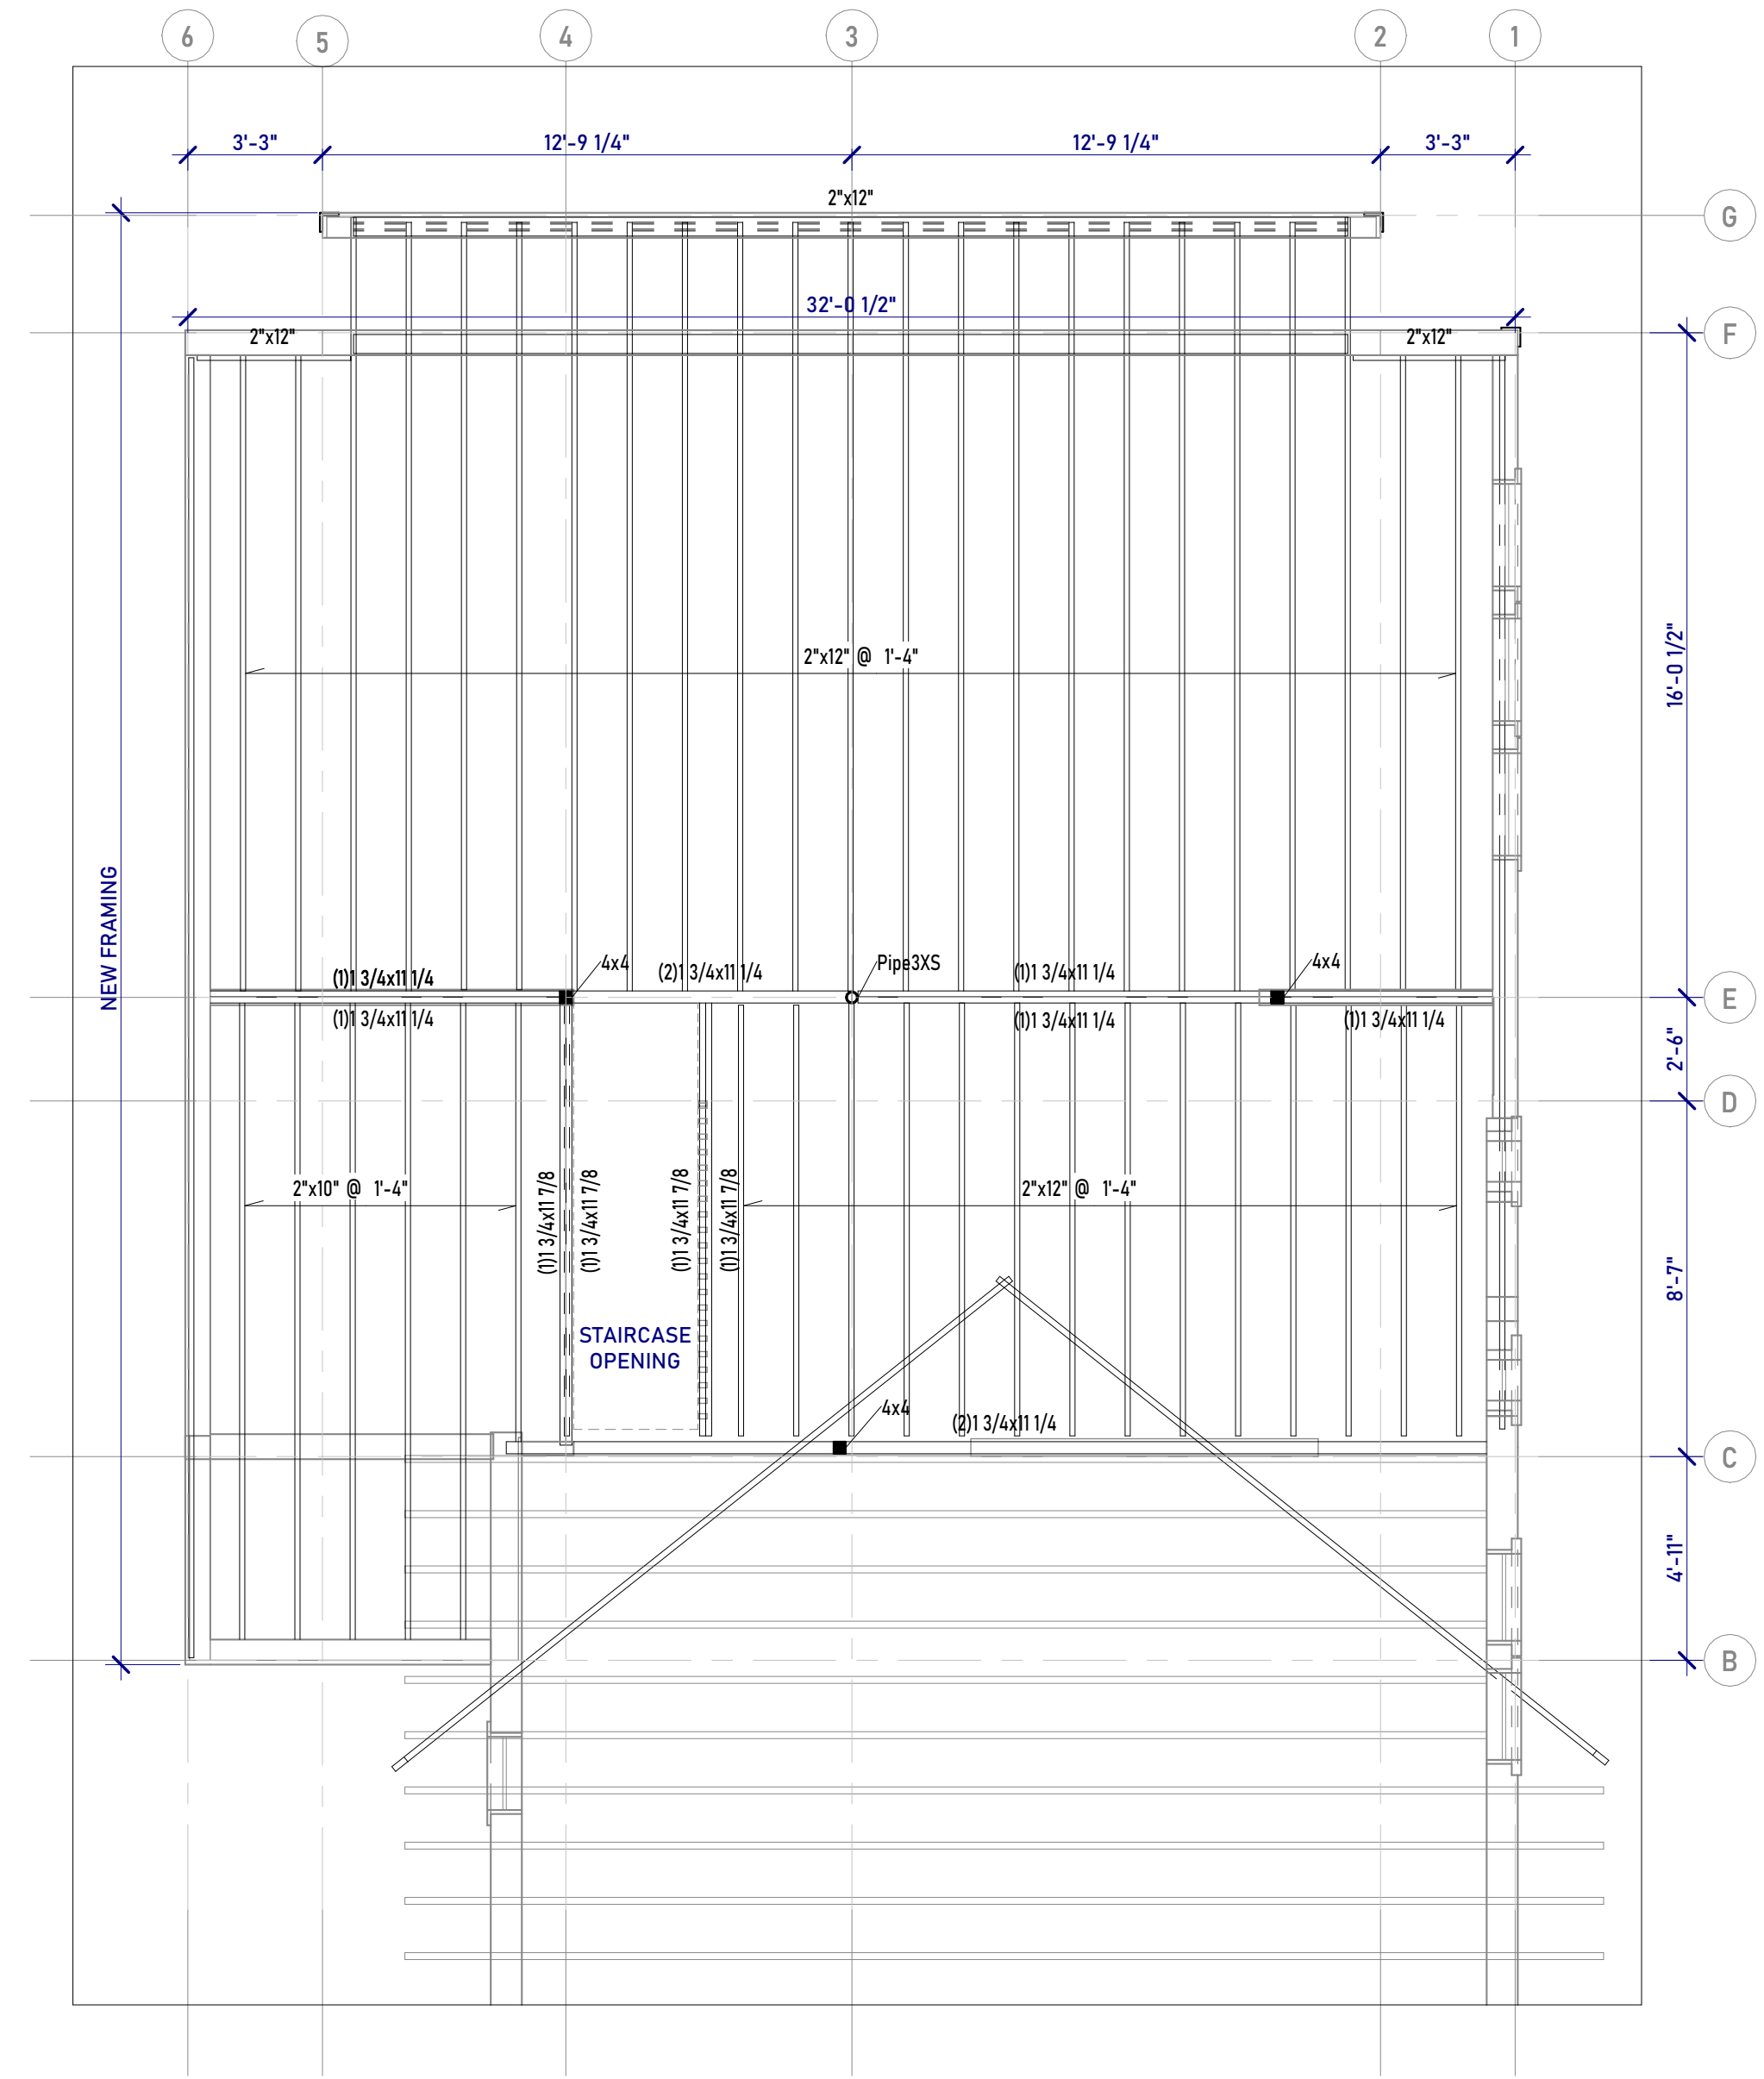 6 5 4 3 2 1
3'-3" 12'-9 1/4" 12'-9 1/4" 3'-3"
2"x12"
G
32'-0 1/2"
2"x12" 2"x12"
F
2"x12" @ 1'-4"
16'-0 1/2"
NEW FRAMING
(1)1 3/4x11 1/4 4x4 (2)1 3/4x11 1/4 Pipe3XS (1)1 3/4x11 1/4 4x4
E
(1)1 3/4x11 1/4 (1)1 3/4x11 1/4 (1)1 3/4x11 1/4
2'-6"
D
2"x10" @ 1'-4" (1)1 3/4x11 7/8 (1)1 3/4x11 7/8 (1)1 3/4x11 7/8 (1)1 3/4x11 7/8 2"x12" @ 1'-4"
8'-7"
STAIRCASE
OPENING
4x4 (2)1 3/4x11 1/4
C
4'-11"
B